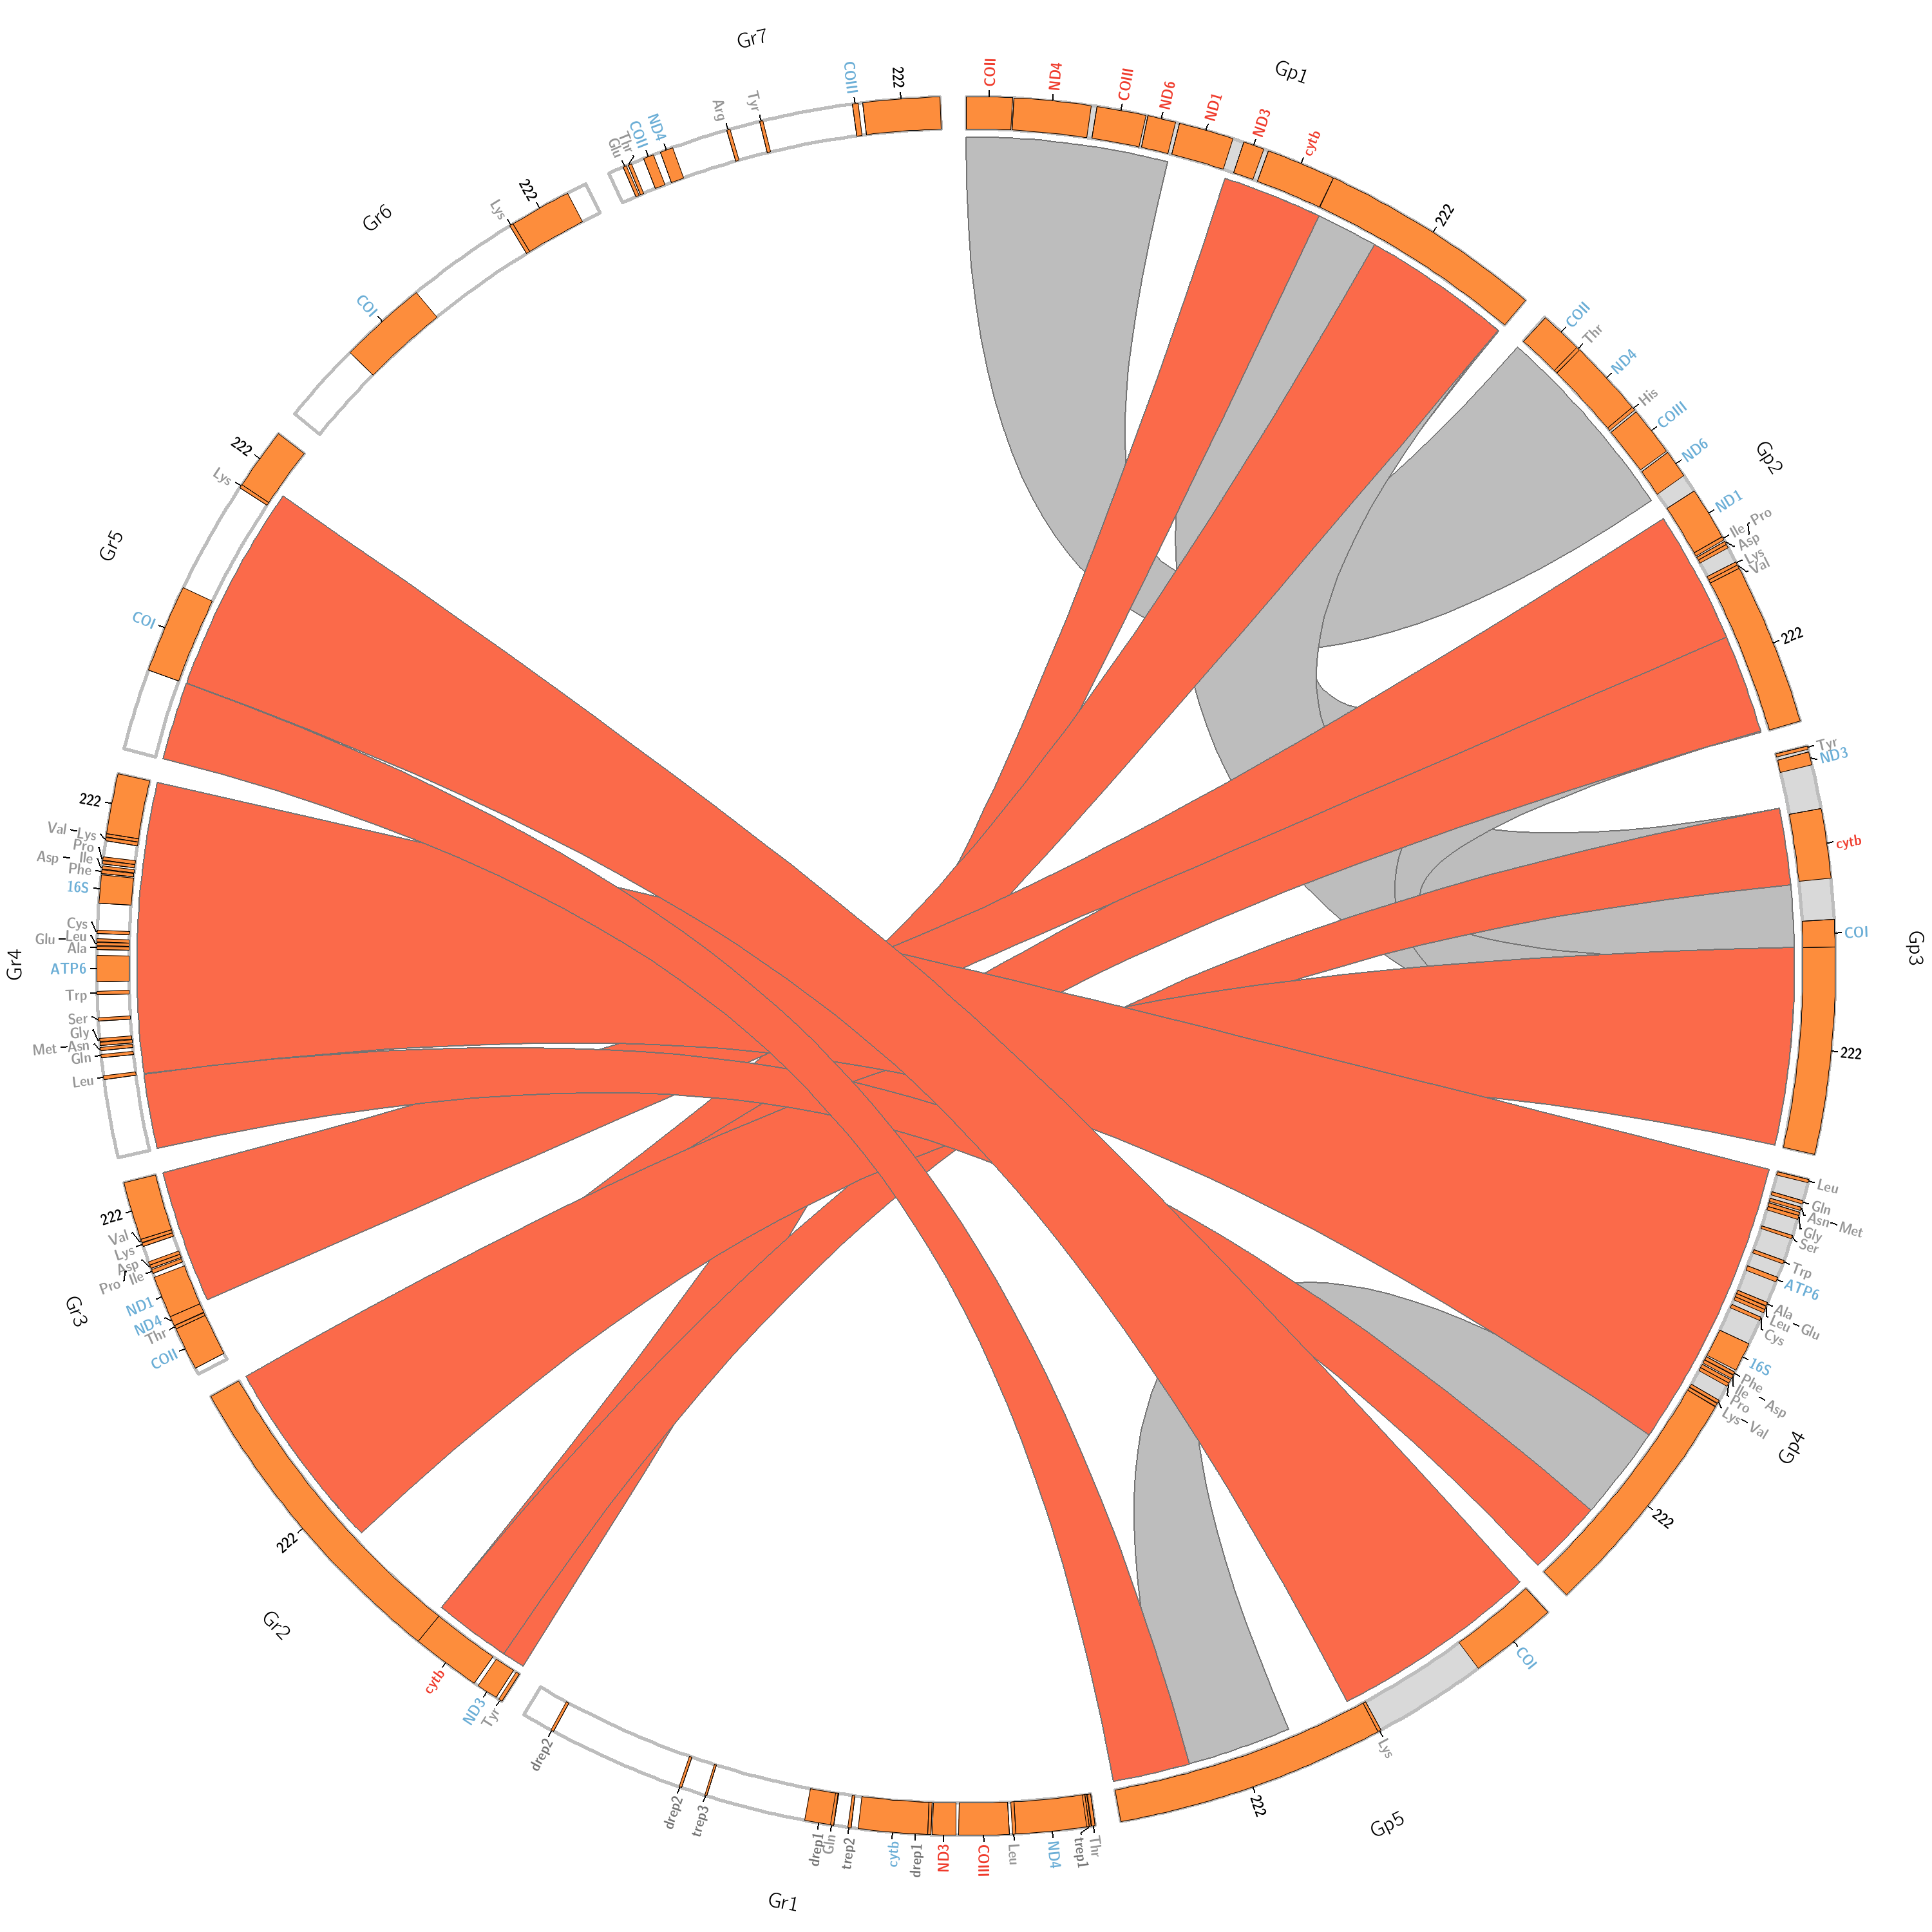 Gp1
COII
ND4
COIII
ND6
ND1
ND3
cytb
222
Gp2
COII
Thr
ND4
His
COIII
ND6
ND1
Ile Pro
Asp
Lys
Val
222
Gp3
Tyr
ND3
cytb
COI
222
Gp4
Leu
Gln
Asn Met
Gly
Ser
Trp
ATP6
Ala
Leu Glu
Cys
16S
Phe
Ile Asp
Pro
Lys Val
222
Gp5
COI
Lys
222
Gr1
Thr
trep1
ND4
Leu
COIII
ND3
drep1
cytb
trep2
Gln
drep1
trep3
drep2
drep2
Gr2
Tyr
ND3
cytb
222
Gr3
COII
Thr
ND4
ND1
Pro Ile
Asp
Lys
Val
222
Gr4
Leu
Gln
Met Asn
Gly
Ser
Trp
ATP6
Ala
Glu Leu
Cys
16S
Phe
Asp Ile
Pro
Val Lys
222
Gr5
COI
Lys
222
Gr6
COI
Lys
222
Gr7
Glu
Thr
COII
ND4
Arg
Tyr
COIII
222